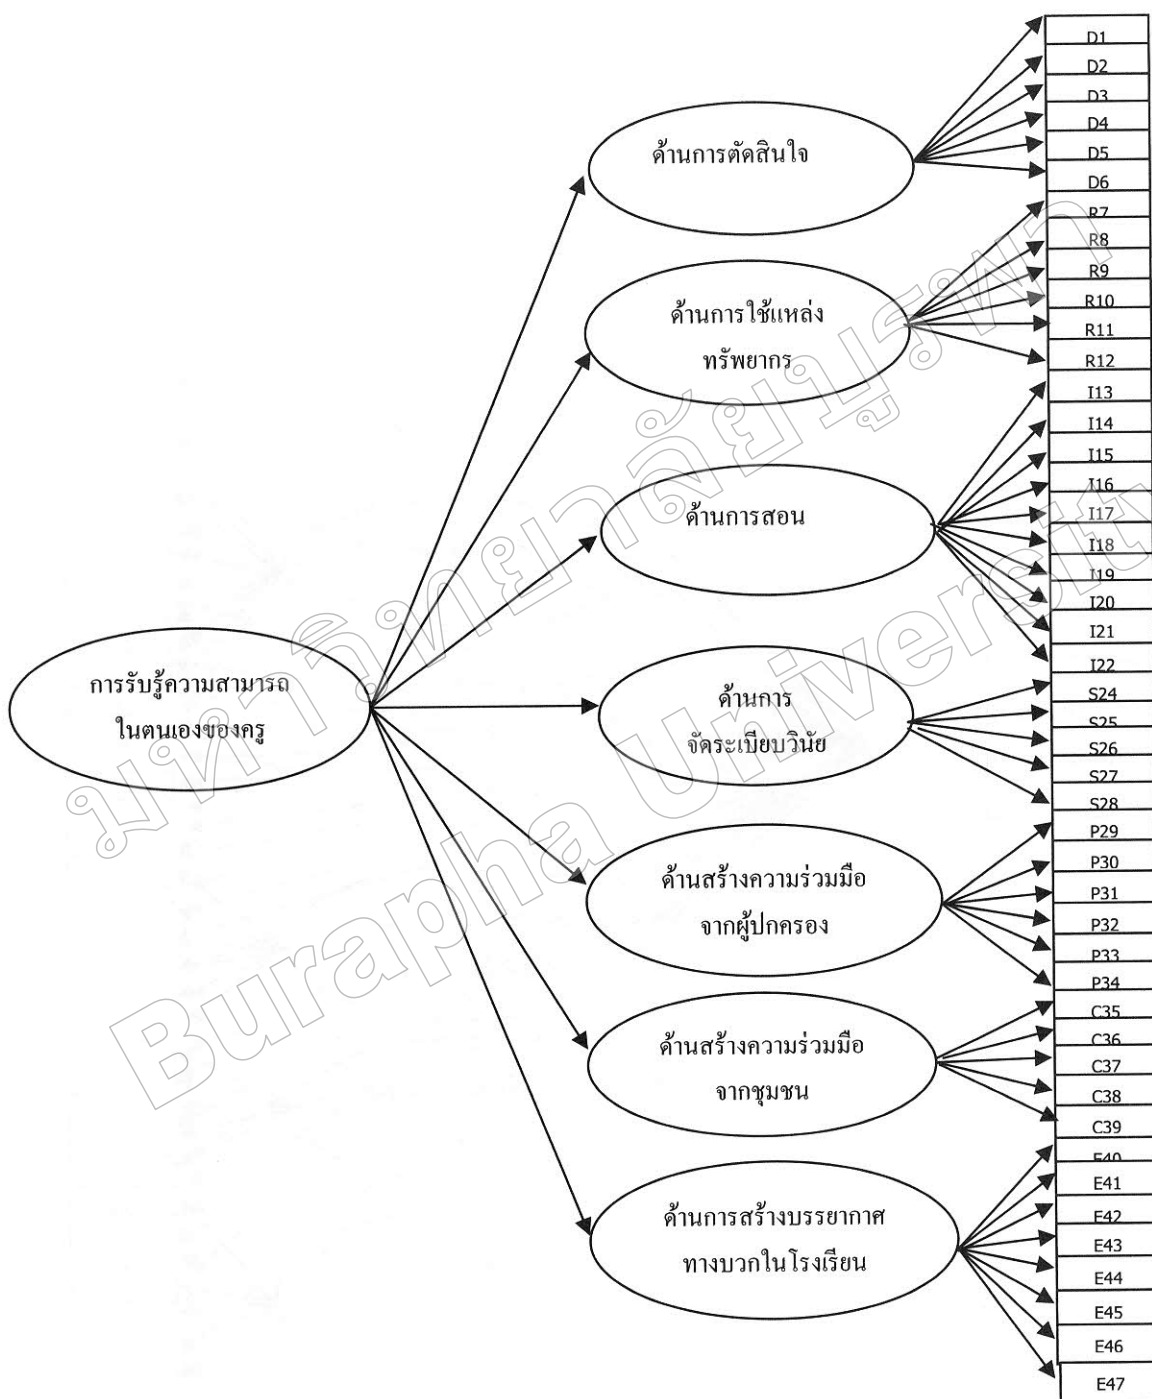 การรับรู้ความสามารถ
ในตนเองของครู
ด้านการตัดสินใจ
ด้านการใช้แหล่ง
ทรัพยากร
ด้านการสอน
ด้านการ
จัดระเบียบวินัย
ด้านสร้างความร่วมมือ
จากผู้ปกครอง
ด้านสร้างความร่วมมือ
จากชุมชน
ด้านการสร้างบรรยากาศ
ทางบวกในโรงเรียน
D1
D2
D3
D4
D5
D6
R7
R8
R9
R10
R11
R12
I13
I14
I15
I16
I17
I18
I19
I20
I21
I22
S24
S25
S26
S27
S28
P29
P30
P31
P32
P33
P34
C35
C36
C37
C38
C39
E40
E41
E42
E43
E44
E45
E46
E47
มหาวิทยาลัยบูรพา
Burapha University